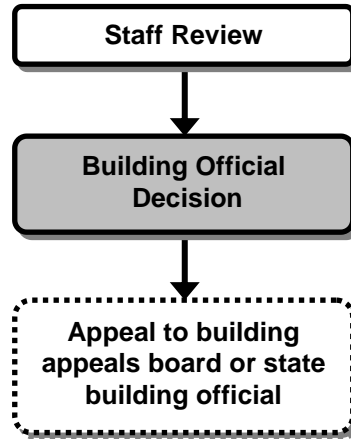 Staff Review
Building Official
Decision
Appeal to building
appeals board or state
building official